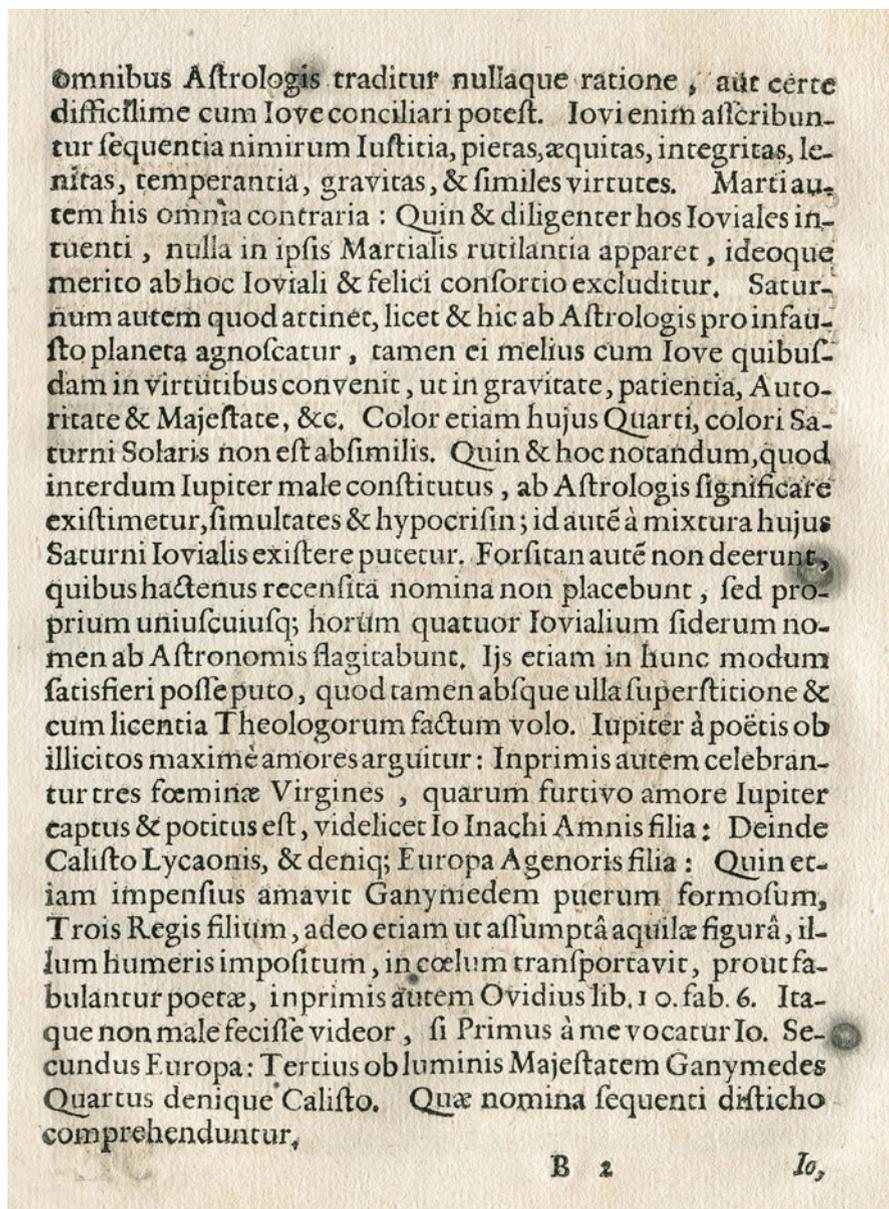 omnibus Aſtrologis traditur nullaque ratione, aut certe
difficllime cum Iove conciliari poteſt. Iovi enim aſſcribun-
tur ſequentia nimirum Iuſtitia, pietas, æquitas, integritas, le-
nitas, temperantia, gravitas, & ſimiles virtutes. Marti au-
tem his omnia contraria: Quin & diligenter hos Ioviales in-
tuenti, nulla in ipſis Martialis rutilantia apparet, ideoque
merito ab hoc Ioviali & felici conſortio excluditur. Satur-
num autem quod attinet, licet & hic ab Aſtrologis pro infau-
ſto planeta agnoſcatur, tamen ei melius cum Iove quibuſ-
dam in virtutibus convenit, ut in gravitate, patientia, Auto-
ritate & Majeſtate, &c. Color etiam hujus Quarti, colori Sa-
turni Solaris non eſt abſimilis. Quin & hoc notandum, quod
interdum Iupiter male conſtitutus, ab Aſtrologis ſignificare
exiſtimetur, ſimultates & hypocriſin; id autẽ à mixtura hujus
Saturni Iovialis exiſtere putetur. Forſitan autẽ non deerunt,
quibus hactenus recenſita nomina non placebunt, ſed pro-
prium uniuſcuiuſq; horum quatuor Iovialium ſiderum no-
men ab Aſtronomis flagitabunt. Ijs etiam in hunc modum
ſatisfieri poſſe puto, quod tamen abſque ulla ſuperſtitione &
cum licentia Theologorum factum volo. Iupiter à poëtis ob
illicitos maximè amores arguitur: Inprimis autem celebran-
tur tres fœminæ Virgines, quarum furtivo amore Iupiter
captus & potitus eſt, videlicet Io Inachi Amnis filia: Deinde
Caliſto Lycaonis, & deniq; Europa Agenoris filia: Quin et-
iam impenſius amavit Ganymedem puerum formoſum,
Trois Regis filium, adeo etiam ut aſſumptâ aquilæ figurâ, il-
lum humeris impoſitum, in cœlum tranſportavit, prout fa-
bulantur poetæ, inprimis autem Ovidius lib. 10. fab. 6. Ita-
que non male feciſſe videor, ſi Primus à me vocatur Io. Se-
cundus Europa: Tertius ob luminis Majeſtatem Ganymedes
Quartus denique Caliſto. Quæ nomina ſequenti diſticho
comprehenduntur.
B 2 Io,